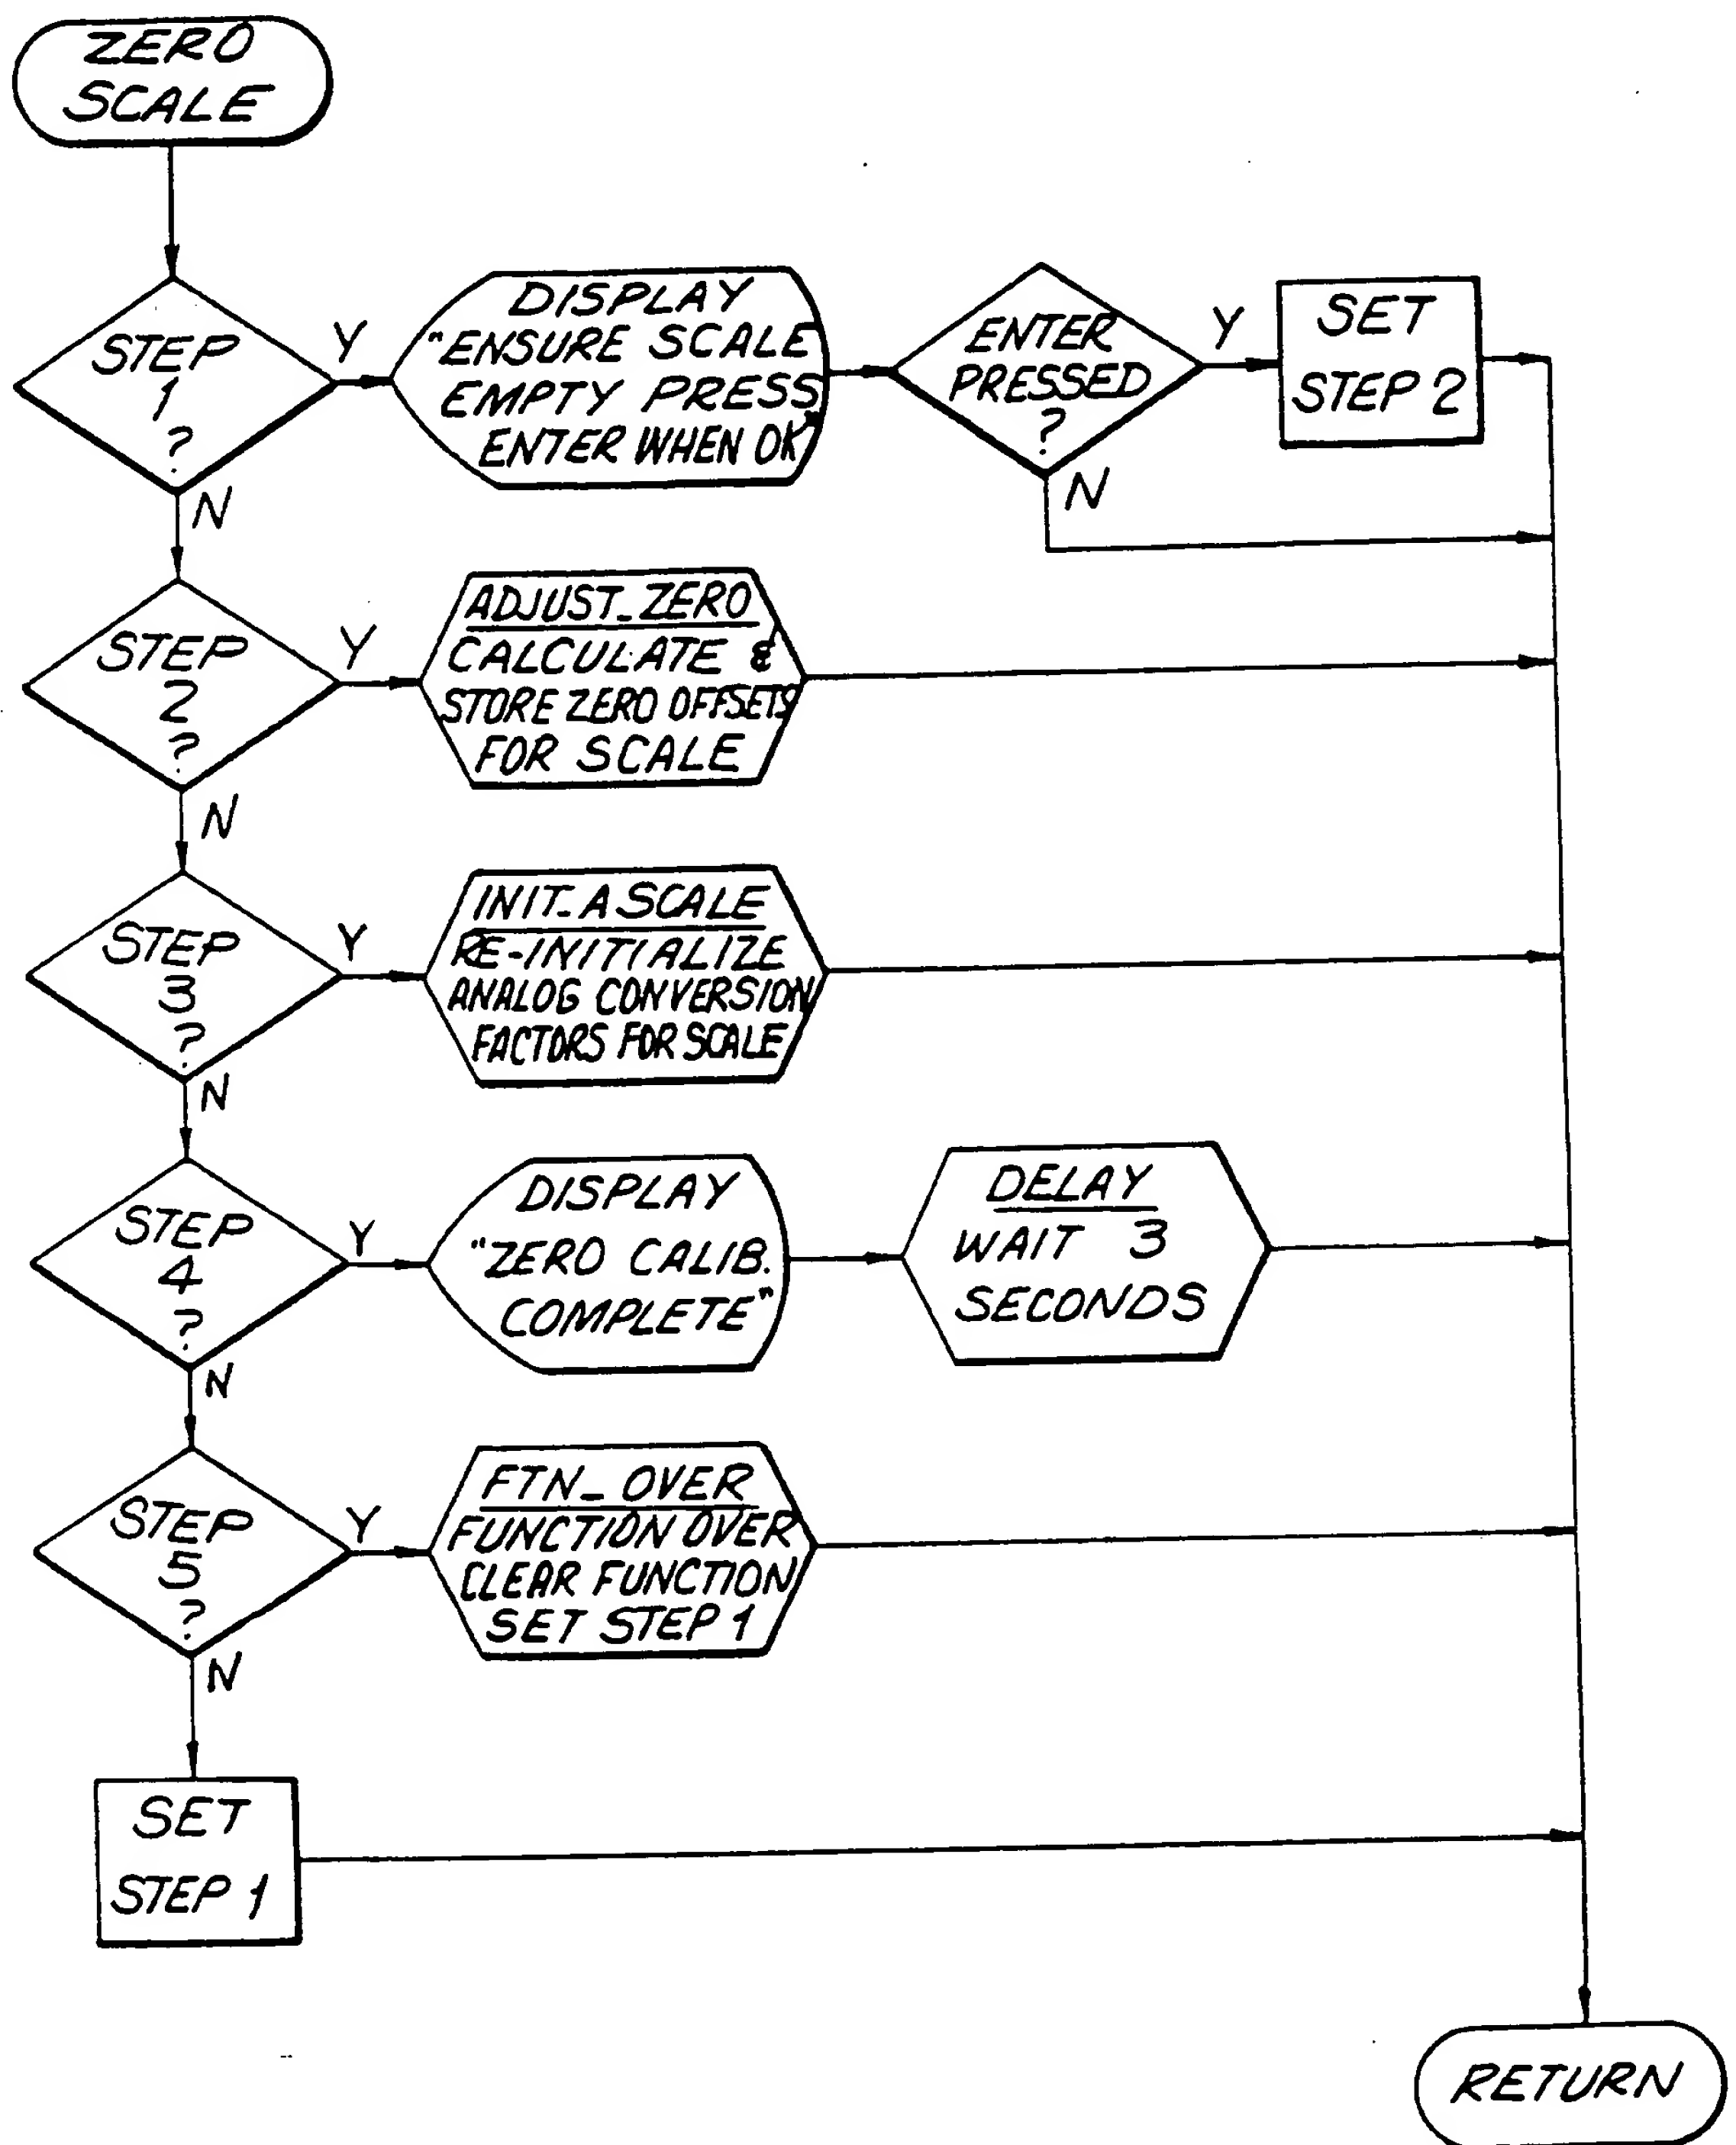 ZERO
SCALE
STEP
1
?
Y
N
DISPLAY
"ENSURE SCALE
EMPTY PRESS
ENTER WHEN OK"
ENTER
PRESSED
?
Y
N
SET
STEP 2
STEP
2
?
Y
N
ADJUST_ZERO
CALCULATE &
STORE ZERO OFFSETS
FOR SCALE
STEP
3
?
Y
N
INIT_A SCALE
RE-INITIALIZE
ANALOG CONVERSION
FACTORS FOR SCALE
STEP
4
?
Y
N
DISPLAY
"ZERO CALIB.
COMPLETE"
DELAY
WAIT 3
SECONDS
STEP
5
?
Y
N
FTN_OVER
FUNCTION OVER
CLEAR FUNCTION
SET STEP 1
SET
STEP 1
RETURN